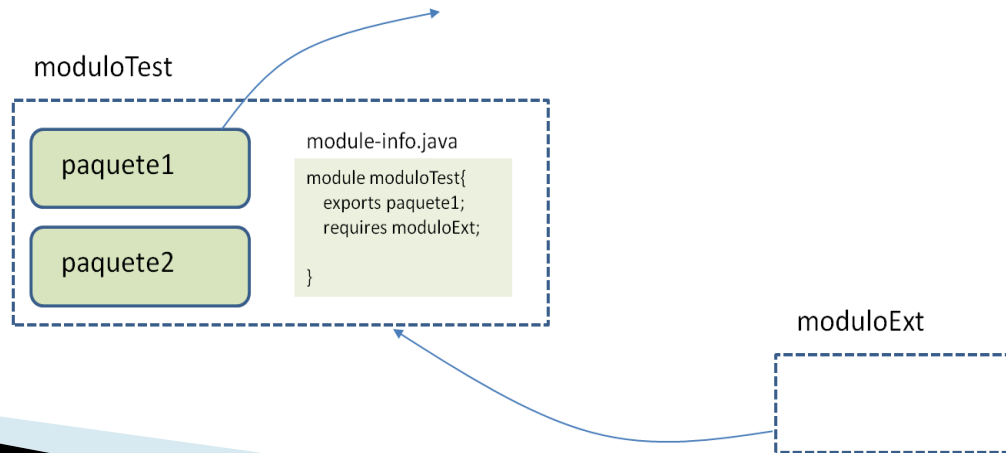 moduloTest
paquete1
paquete2
module-info.java
module moduloTest{
exports paquete1;
requires moduloExt;
}
moduloExt